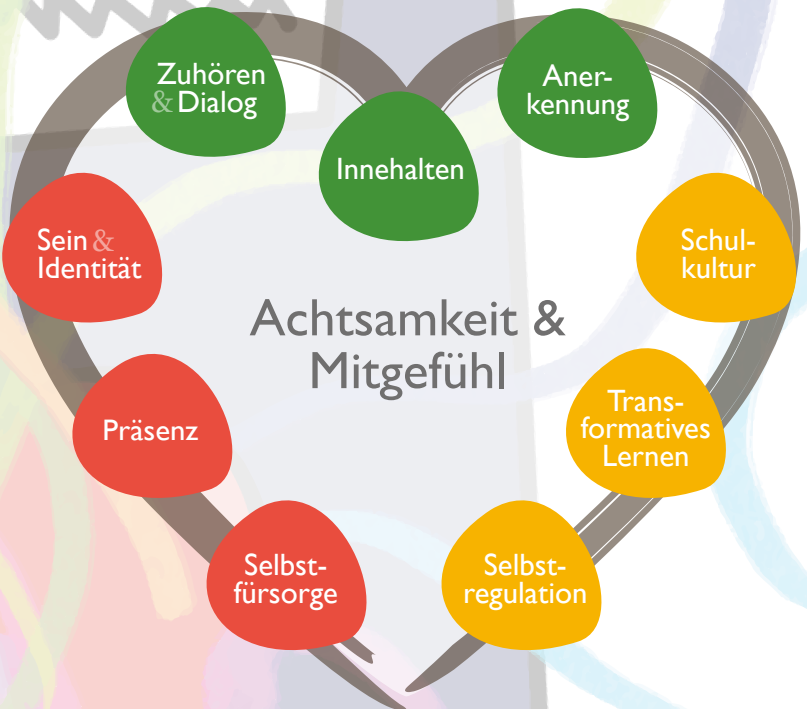 Zuhören
& Dialog
Aner-
kennung
Innehalten
Sein &
Identität
Schul-
kultur
Achtsamkeit &
Mitgefühl
Präsenz
Trans-
formatives
Lernen
Selbst-
fürsorge
Selbst-
regulation